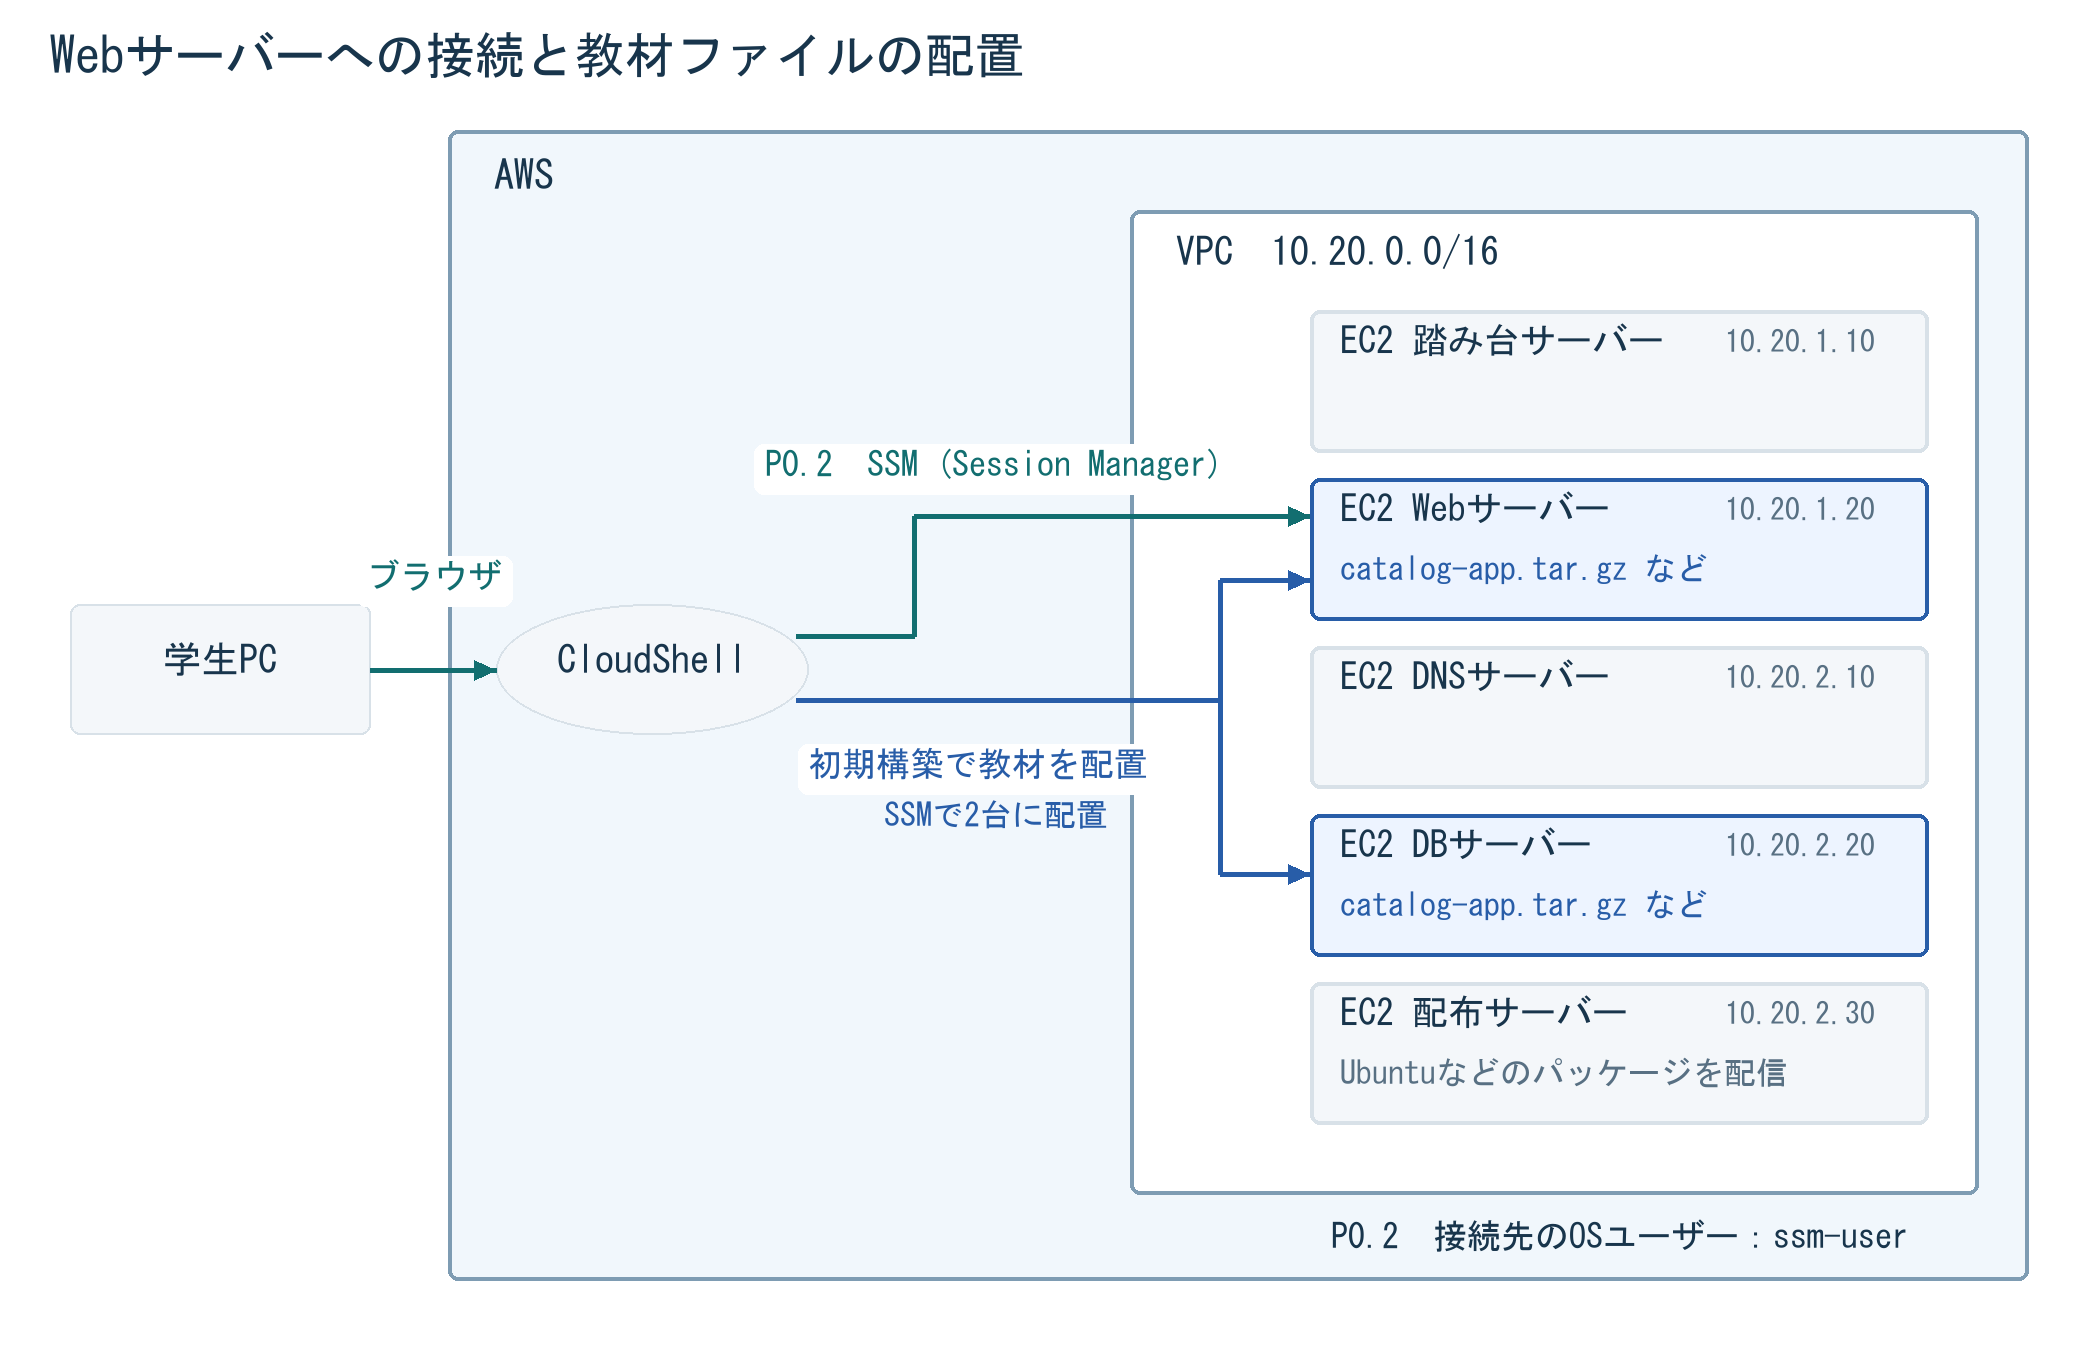 Webサーバーへの接続と教材ファイルの配置
AWS
VPC 10.20.0.0/16
EC2 踏み台サーバー 10.20.1.10
P0.2 SSM (Session Manager)
EC2 Webサーバー 10.20.1.20
catalog-app.tar.gz など
ブラウザ
学生PC
CloudShell
EC2 DNSサーバー 10.20.2.10
初期構築で教材を配置
SSMで2台に配置
EC2 DBサーバー 10.20.2.20
catalog-app.tar.gz など
EC2 配布サーバー 10.20.2.30
Ubuntuなどのパッケージを配信
P0.2 接続先のOSユーザー：ssm-user